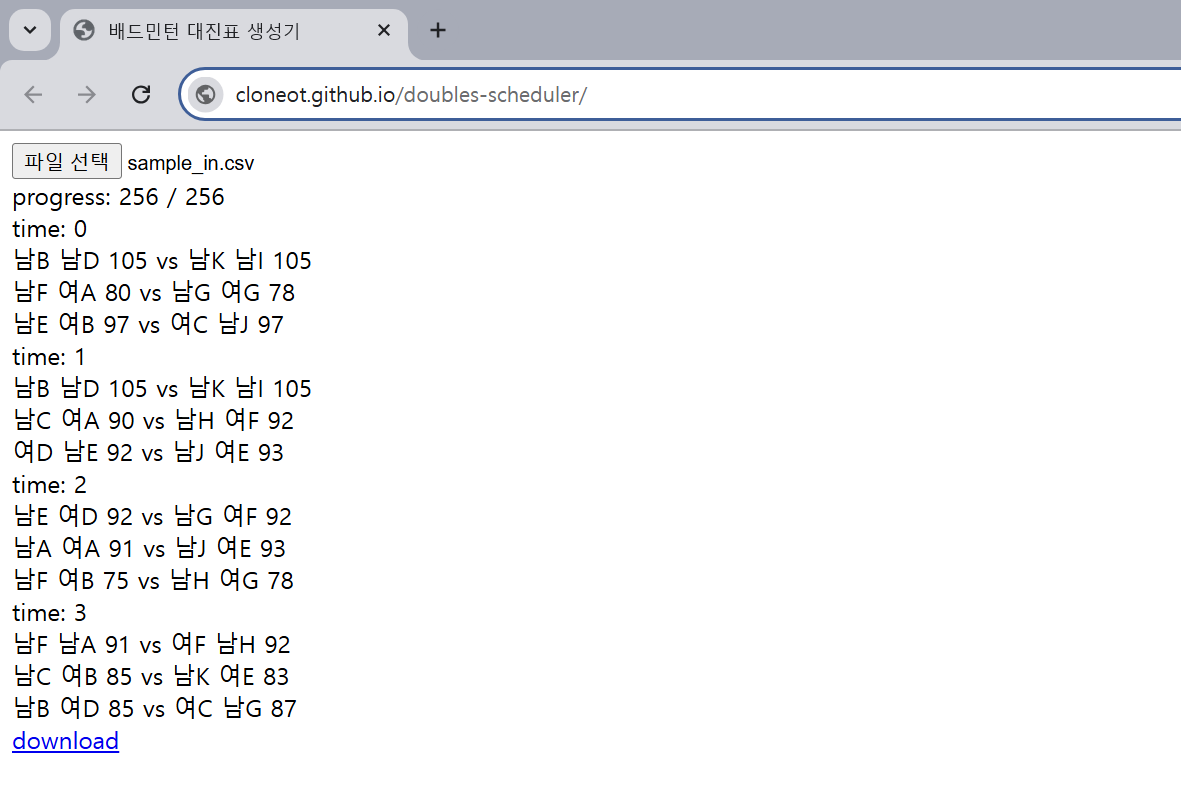 배드민턴 대진표 생성기
cloneot.github.io/doubles-scheduler/
파일 선택 sample_in.csv
progress: 256 / 256
time: 0
남B 남D 105 vs 남K 남I 105
남F 여A 80 vs 남G 여G 78
남E 여B 97 vs 여C 남J 97
time: 1
남B 남D 105 vs 남K 남I 105
남C 여A 90 vs 남H 여F 92
여D 남E 92 vs 남J 여E 93
time: 2
남E 여D 92 vs 남G 여F 92
남A 여A 91 vs 남J 여E 93
남F 여B 75 vs 남H 여G 78
time: 3
남F 남A 91 vs 여F 남H 92
남C 여B 85 vs 남K 여E 83
남B 여D 85 vs 여C 남G 87
download